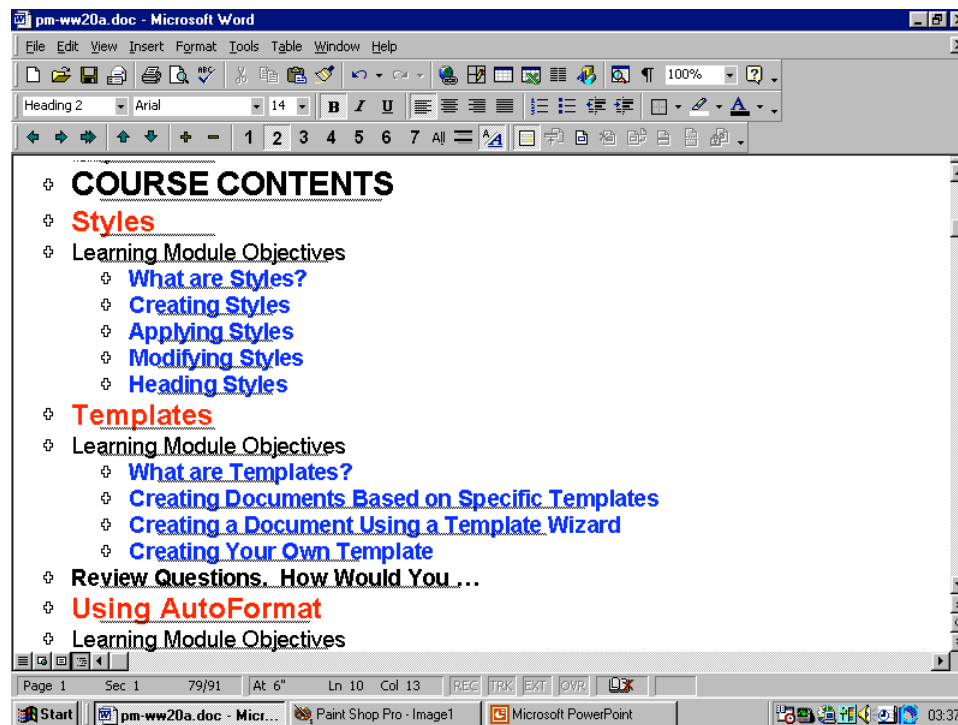 pm-ww20a.doc - Microsoft Word
File Edit View Insert Format Tools Table Window Help
ABC ¶ 100%
Heading 2 Arial 14 B I U A
1 2 3 4 5 6 7 All A/A
COURSE CONTENTS
Styles
Learning Module Objectives
What are Styles?
Creating Styles
Applying Styles
Modifying Styles
Heading Styles
Templates
Learning Module Objectives
What are Templates?
Creating Documents Based on Specific Templates
Creating a Document Using a Template Wizard
Creating Your Own Template
Review Questions. How Would You …
Using AutoFormat
Learning Module Objectives
Page 1 Sec 1 79/91 At 6" Ln 10 Col 13 REC TRK EXT OVR
Start pm-ww20a.doc - Micr... Paint Shop Pro - Image1 Microsoft PowerPoint 03:37